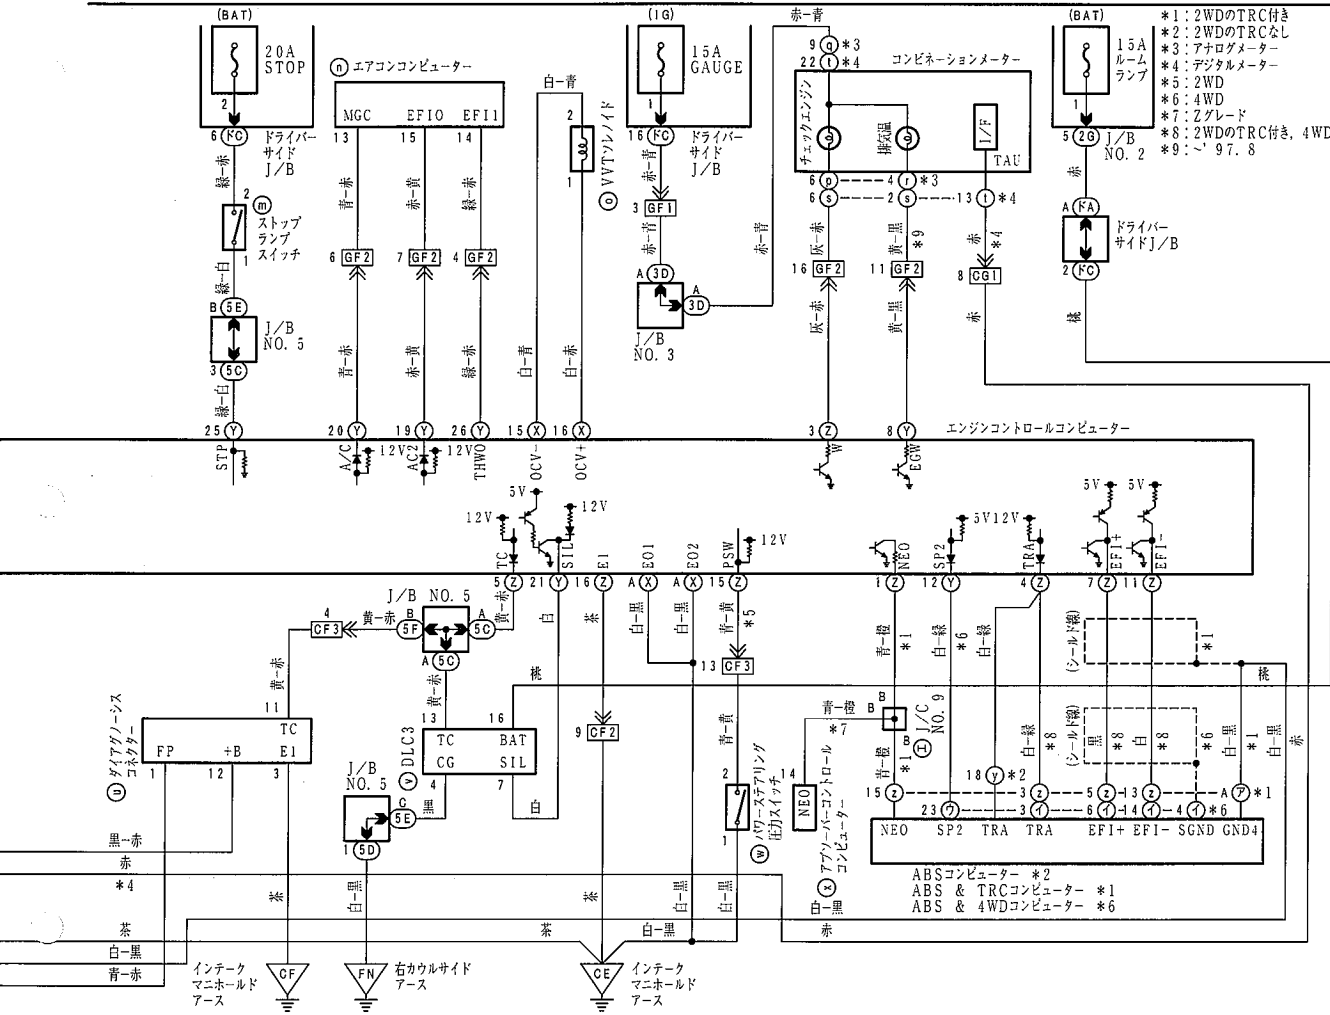 (BAT)
20A
STOP
2
6 ドC
ドライバー
サイド
J/B
緑−赤
2
m
ストップ
ランプ
スイッチ
1
緑−白
B 5E
J/B
NO. 5
3 5C
緑−白
25 Y
STP
n エアコンコンピューター
MGC EFIO EFI1
13 15 14
青−赤 赤−黄 緑−赤
6 GF2 7 GF2 4 GF2
青−赤 赤−黄 緑−赤
20 Y 19 Y 26 Y
A/C 12V AC2 12V THWO
白−青
2
1
o VVTソレノイド
白−青 白−赤
15 X 16 X
OCV− OCV+
(IG)
15A
GAUGE
1
16 ドC
ドライバー
サイド
J/B
赤−青
3 GF1
赤−青
A 3D
A
3D
J/B
NO. 3
赤−青
赤−青
9 q *3
22 t *4
コンビネーションメーター
チェックエンジン
排気温
I/F
TAU
6 p 4 r *3
6 s 2 s 13 t *4
灰−赤 黄−黒 *9 赤 *4
16 GF2 11 GF2 8 CG1
灰−赤 黄−黒 赤
3 Z 8 Y
W EGW
エンジンコントロールコンピューター
(BAT)
15A
ルーム
ランプ
1
5 2G
J/B
NO. 2
赤
A ドA
ドライバー
サイドJ/B
2 ドC
桃
*1:2WDのTRC付き
*2:2WDのTRCなし
*3:アナログメーター
*4:デジタルメーター
*5:2WD
*6:4WD
*7:Zグレード
*8:2WDのTRC付き, 4WD
*9:~'97. 8
5V
12V 12V
TC SIL E1 EO1 EO2 PSW 12V
5 Z 21 Y 16 Z A X A X 15 Z
NEO SP2 5V 12V TRA 5V EFI+ 5V EFI−
1 Z 12 Y 4 Z 7 Z 11 Z
J/B NO. 5
4
CF3
黄−赤
B
5F
A
5C
黄−赤
A 5C
黄−赤
黄−赤
白 茶 白−黒 白−黒 青−黄 *5
13 CF3
桃
11
TC
FP +B E1
1 12 3
u ダイアグノーシス
コネクター
13 16
TC BAT
CG SIL
4 7
v DLC3
黒 白
J/B
NO. 5
G
5E
1 5D
白−黒
9 CF2
青−黄
2
1
w パワーステアリング
圧力スイッチ
白−黒 白−黒
茶 茶
青−橙 *1
白−緑 *6
白−緑
(シールド線) *1
桃
青−橙
*7
B
B
B
エ J/C
NO. 9
14
NEO
x アブソーバーコントロール
コンピューター
青−橙 *1
白−緑 *8
(シールド線) 黒 *8 白 *8 *6
白−黒 *1 白−黒 赤
18 y *2
15 z 3 z 5 z 13 z A ア *1
23 ウ 3 イ 6 イ 14 イ 4 イ *6
NEO SP2 TRA TRA EFI+ EFI− SGND GND4
ABSコンピューター *2
ABS & TRCコンピューター *1
ABS & 4WDコンピューター *6
黒−赤
赤
*4
茶
白−黒
青−赤
茶
白−黒
白−黒
赤
インテーク
マニホールド
アース
CF
FN
右カウルサイド
アース
CE
インテーク
マニホールド
アース